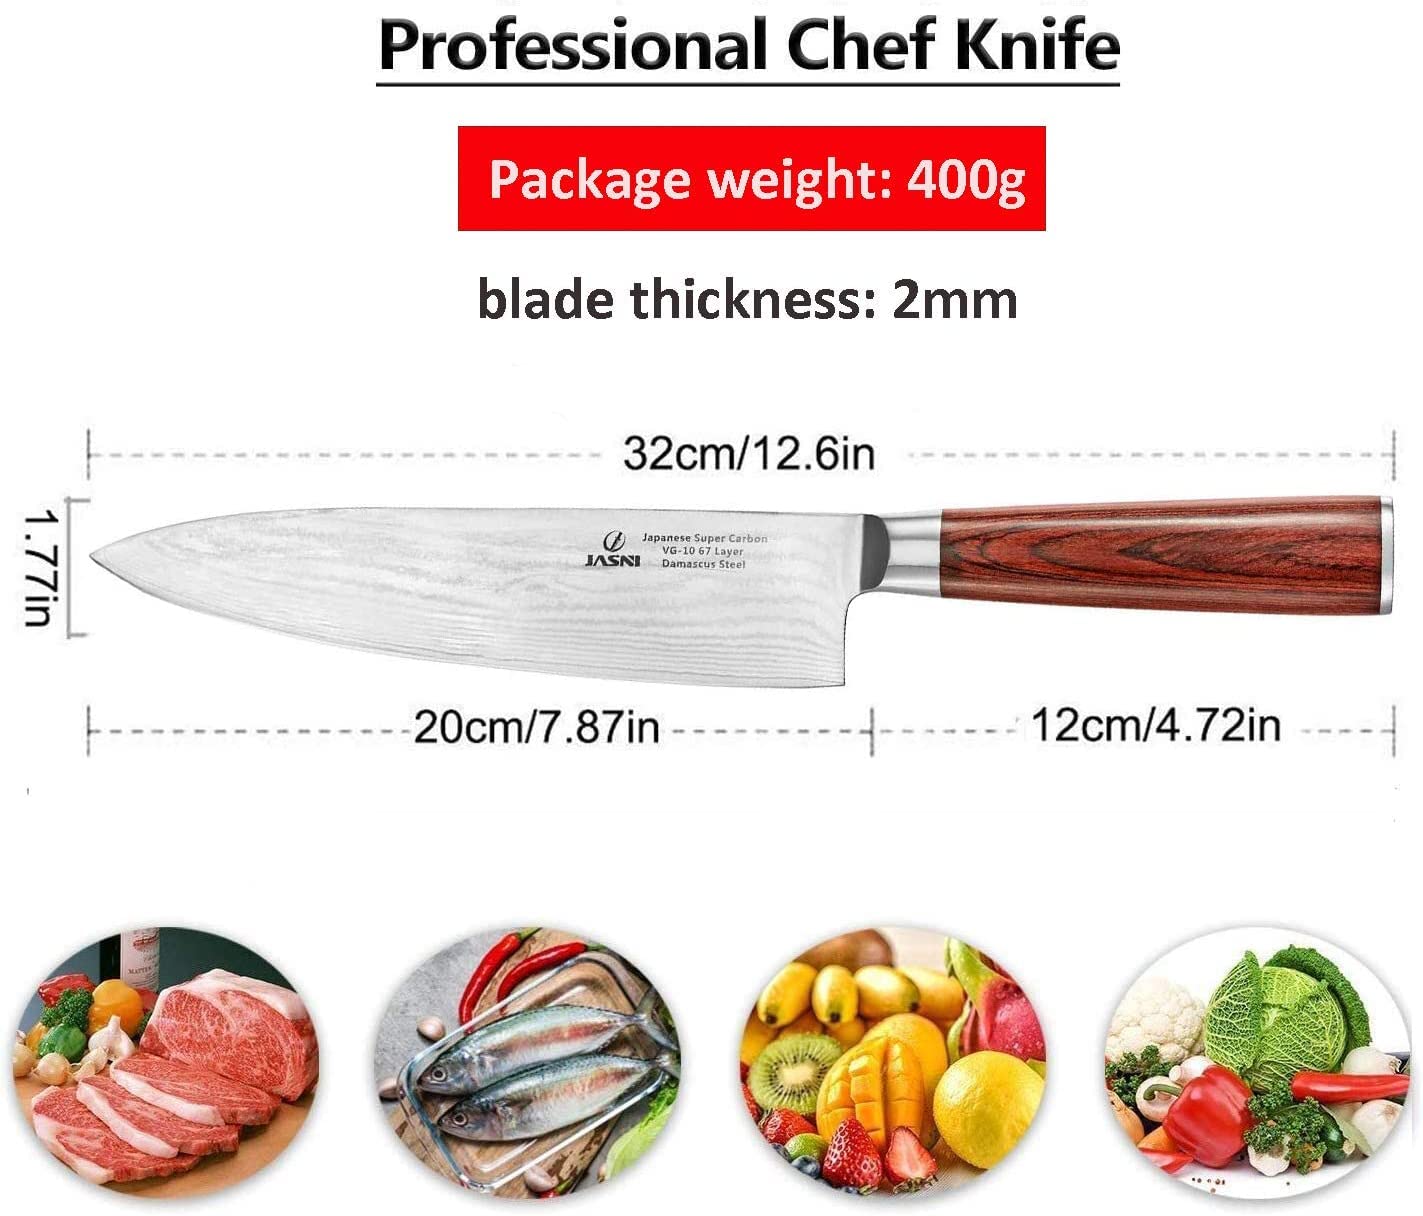 Professional Chef Knife
Package weight: 400g
blade thickness: 2mm
32cm/12.6in
1.77in
JASNI
Japanese Super Carbon
VG-10 67 Layer
Damascus Steel
20cm/7.87in
12cm/4.72in